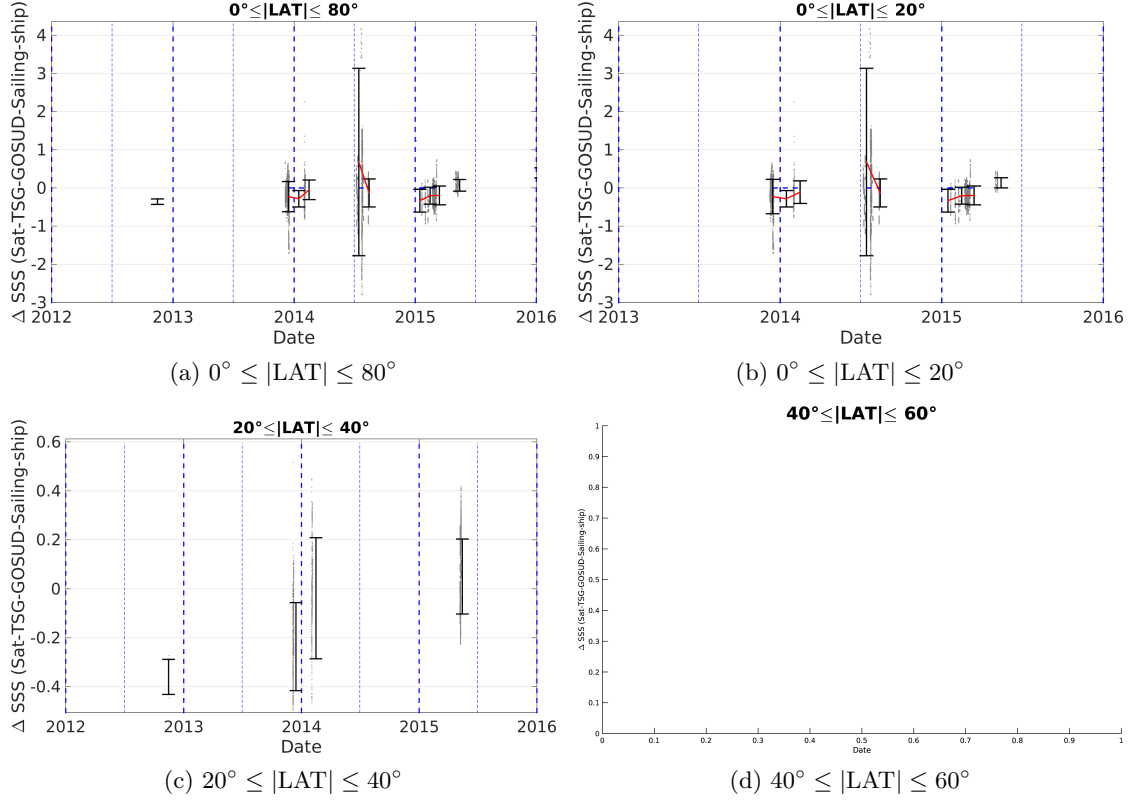 0°≤|LAT|≤ 80°
Δ SSS (Sat-TSG-GOSUD-Sailing-ship)
4
3
2
1
0
-1
-2
-3
2012 2013 2014 2015 2016
Date
(a) 0° ≤ |LAT| ≤ 80°
0°≤|LAT|≤ 20°
Δ SSS (Sat-TSG-GOSUD-Sailing-ship)
4
3
2
1
0
-1
-2
-3
2013 2014 2015 2016
Date
(b) 0° ≤ |LAT| ≤ 20°
20°≤|LAT|≤ 40°
Δ SSS (Sat-TSG-GOSUD-Sailing-ship)
0.6
0.4
0.2
0
-0.2
-0.4
2012 2013 2014 2015 2016
Date
(c) 20° ≤ |LAT| ≤ 40°
40°≤|LAT|≤ 60°
Δ SSS (Sat-TSG-GOSUD-Sailing-ship)
1
0.9
0.8
0.7
0.6
0.5
0.4
0.3
0.2
0.1
0
0 0.1 0.2 0.3 0.4 0.5 0.6 0.7 0.8 0.9 1
Date
(d) 40° ≤ |LAT| ≤ 60°